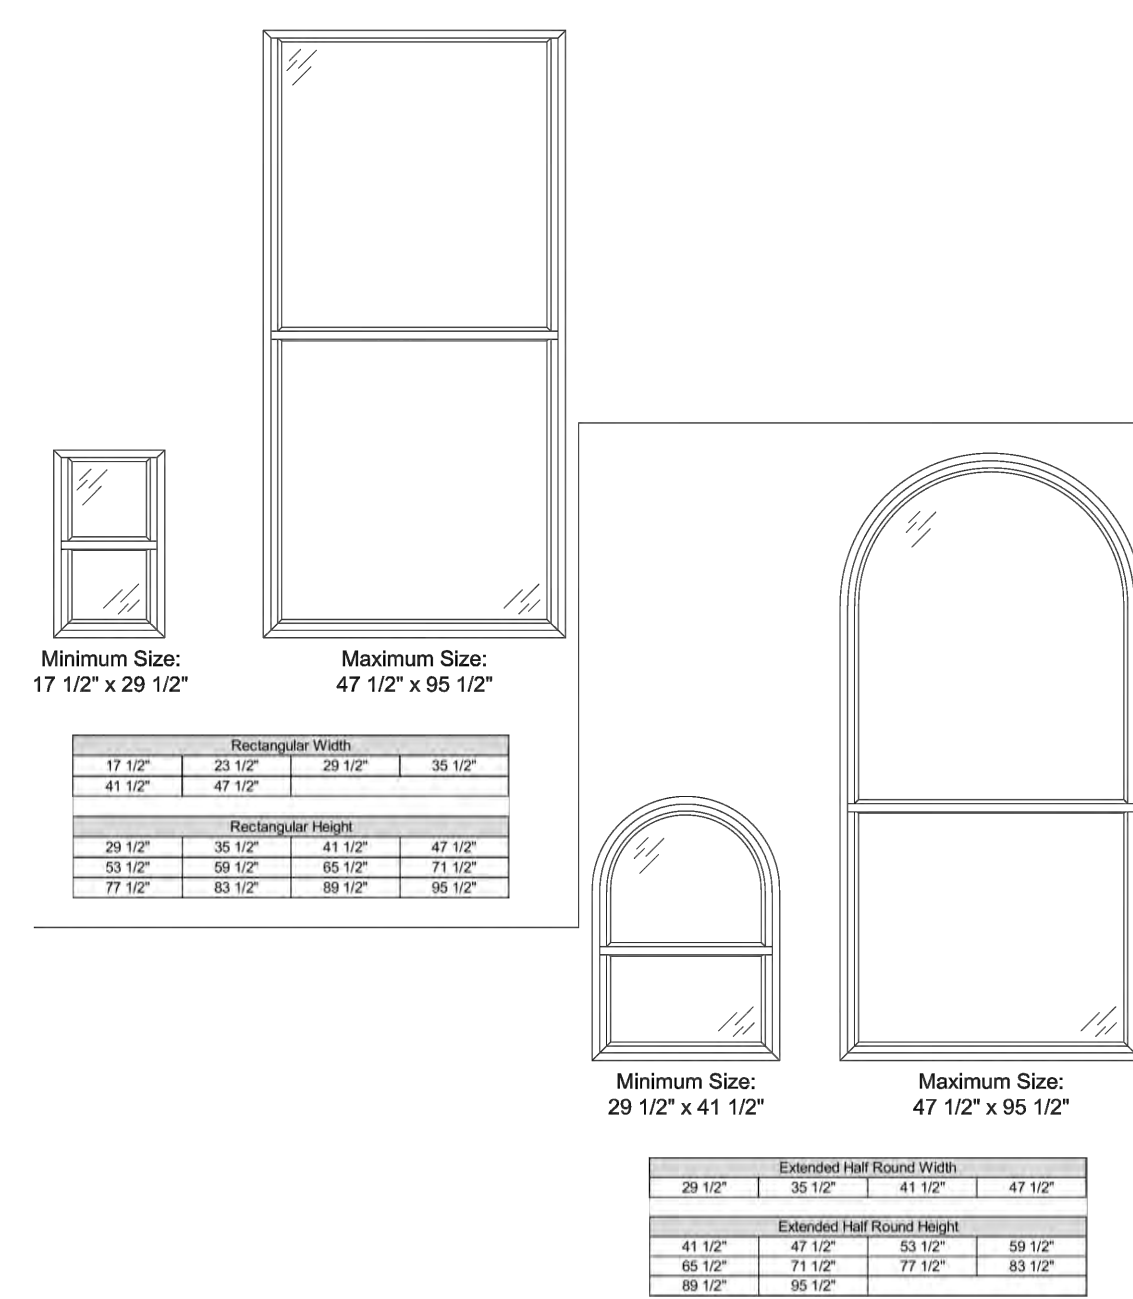 Minimum Size:
17 1/2" x 29 1/2"
Maximum Size:
47 1/2" x 95 1/2"
Rectangular Width
17 1/2" 23 1/2" 29 1/2" 35 1/2"
41 1/2" 47 1/2"
Rectangular Height
29 1/2" 35 1/2" 41 1/2" 47 1/2"
53 1/2" 59 1/2" 65 1/2" 71 1/2"
77 1/2" 83 1/2" 89 1/2" 95 1/2"
Minimum Size:
29 1/2" x 41 1/2"
Maximum Size:
47 1/2" x 95 1/2"
Extended Half Round Width
29 1/2" 35 1/2" 41 1/2" 47 1/2"
Extended Half Round Height
41 1/2" 47 1/2" 53 1/2" 59 1/2"
65 1/2" 71 1/2" 77 1/2" 83 1/2"
89 1/2" 95 1/2"